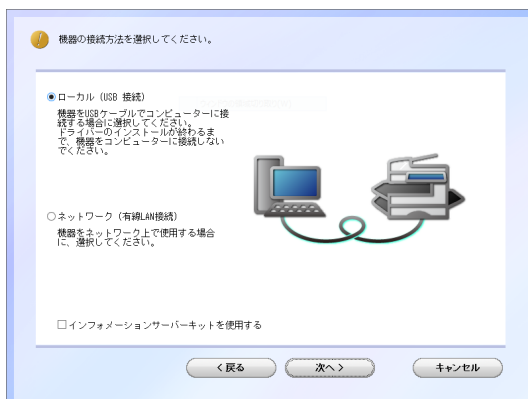 機器の接続方法を選択してください。
ローカル（USB 接続）
機器をUSBケーブルでコンピューターに接
続する場合に選択してください。
ドライバーのインストールが終わるま
で、機器をコンピューターに接続しない
でください。
ネットワーク（有線LAN接続）
機器をネットワーク上で使用する場合
に、選択してください。
インフォメーションサーバーキットを使用する
＜戻る
次へ＞
キャンセル